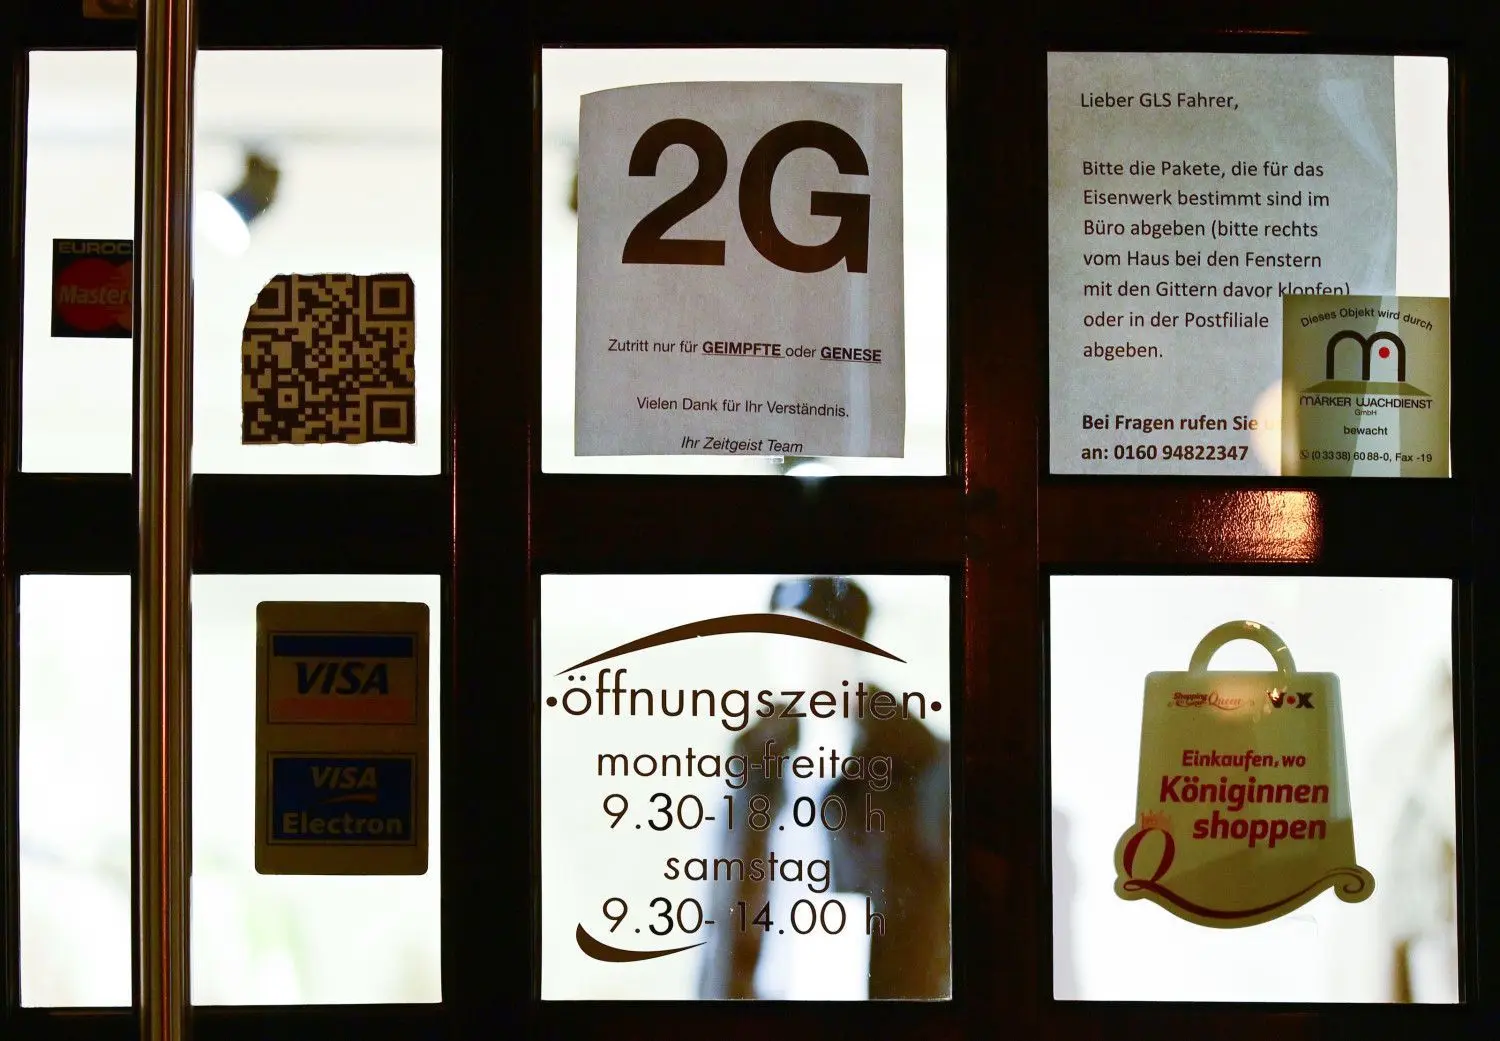 EUROC
Master
2G
Zutritt nur für GEIMPFTE oder GENESE
Vielen Dank für Ihr Verständnis.
Ihr Zeitgeist Team
Lieber GLS Fahrer,
Bitte die Pakete, die für das
Eisenwerk bestimmt sind im
Büro abgeben (bitte rechts
vom Haus bei den Fenstern
mit den Gittern davor klopfen)
oder in der Postfiliale
abgeben.
Bei Fragen rufen Sie
an: 0160 94822347
Dieses Objekt wird durch
m
MÄRKER WACHDIENST
GmbH
bewacht
(0 33 38) 60 88-0, Fax -19
VISA
VISA
Electron
•öffnungszeiten•
montag-freitag
9.30-18.00 h
samstag
9.30- 14.00 h
Shopping Queen VOX
Einkaufen, wo
Königinnen
shoppen
Q